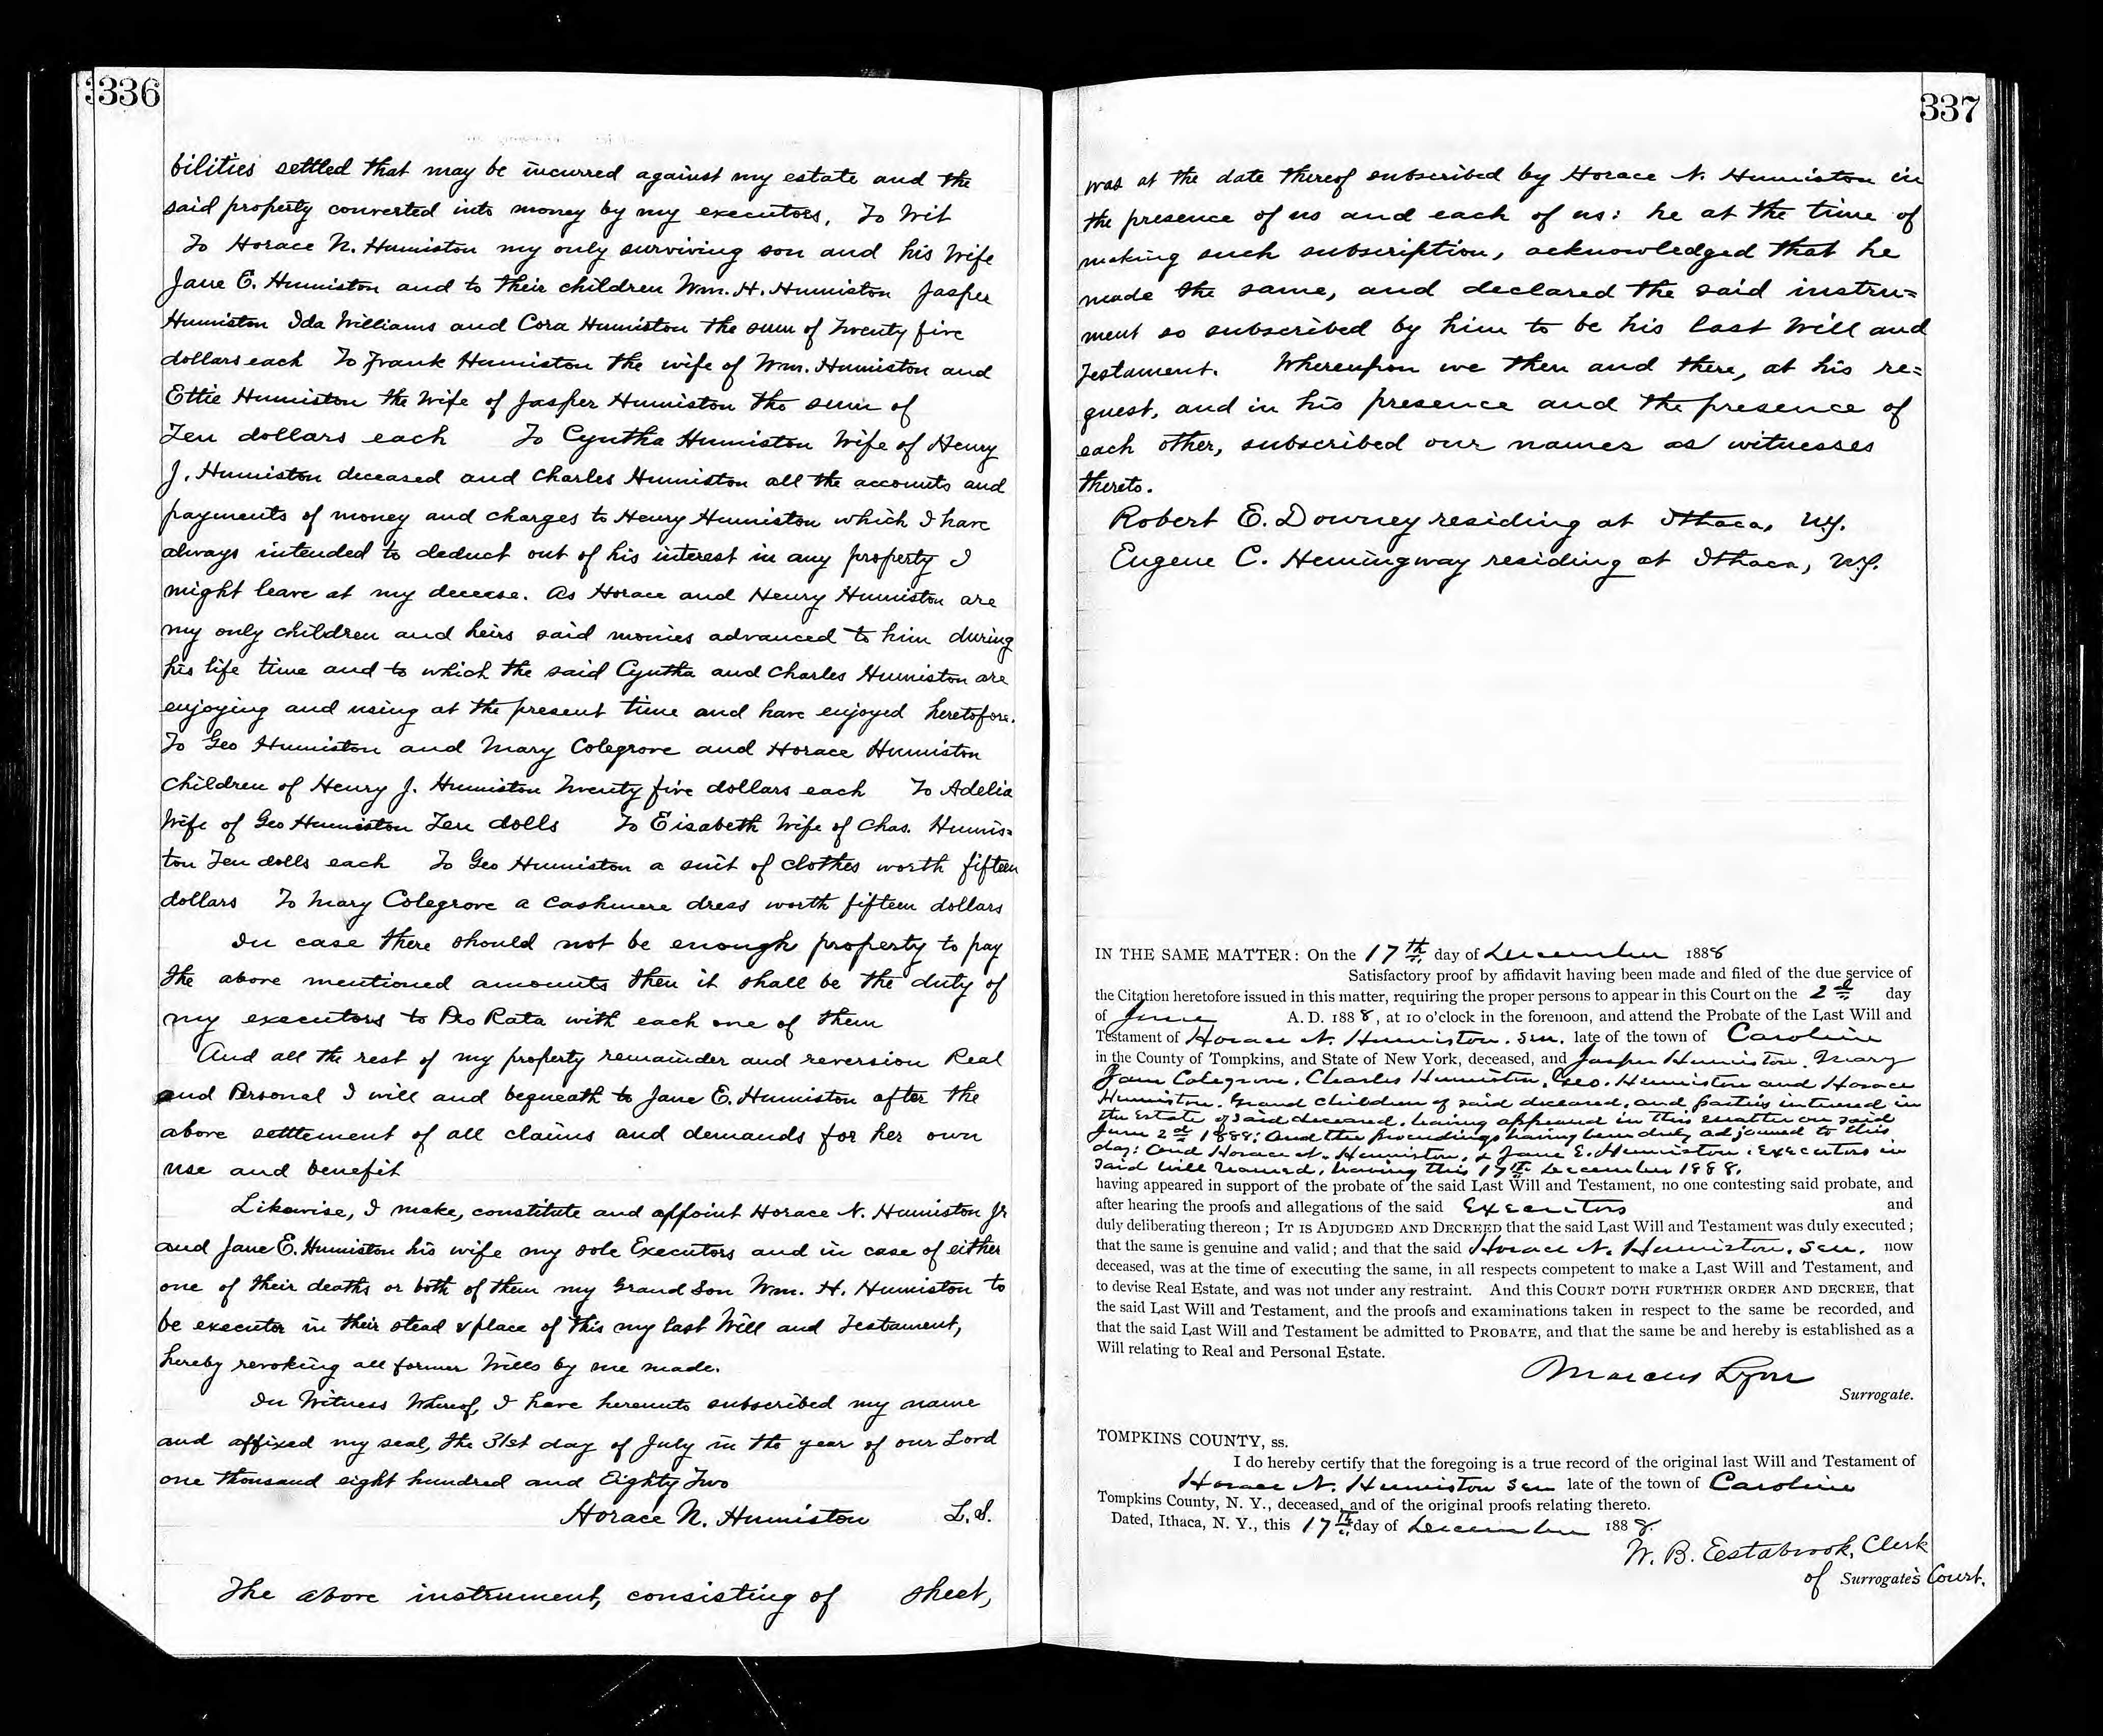 336
bilities settled that may be incurred against my estate and the
said property converted into money by my executors, To Wit
To Horace N. Humiston my only surviving son and his Wife
Jane E. Humiston and to their children Wm. H. Humiston Jasper
Humiston Ida Williams and Cora Humiston the sum of Twenty five
dollars each To Frank Humiston the wife of Wm. Humiston and
Ettie Humiston the Wife of Jasper Humiston the sum of
Ten dollars each To Cyntha Humiston Wife of Henry
J. Humiston deceased and Charles Humiston all the accounts and
payments of money and charges to Henry Humiston which I have
always intended to deduct out of his interest in any property I
might leave at my decease. As Horace and Henry Humiston are
my only children and heirs said monies advanced to him during
his life time and to which the said Cyntha and Charles Humiston are
enjoying and using at the present time and have enjoyed heretofore.
To Geo Humiston and Mary Colegrove and Horace Humiston
Children of Henry J. Humiston Twenty five dollars each To Adelia
Wife of Geo Humiston Ten dolls To Eisabeth Wife of Chas. Humis=
ton Ten dolls each To Geo Humiston a suit of clothes worth fifteen
dollars To Mary Colegrove a Cashmere dress worth fifteen dollars
In case there should not be enough property to pay
the above mentioned amounts then it shall be the duty of
my executors to Pro Rata with each one of them
And all the rest of my property remainder and reversion Real
and Personal I will and bequeath to Jane E. Humiston after the
above settlement of all claims and demands for her own
use and benefit
Likewise, I make, constitute and appoint Horace N. Humiston Jr
and Jane E. Humiston his wife my sole Executors and in case of either
one of their deaths or both of them my Grand Son Wm. H. Humiston to
be executor in their stead & place of this my last Will and Testament,
hereby revoking all former Wills by me made.
In Witness Whereof, I have hereunto subscribed my name
and affixed my seal, the 31st day of July in the year of our Lord
one thousand eight hundred and Eighty Two
Horace N. Humiston L. S.
The above instrument, consisting of sheet,
337
was at the date thereof subscribed by Horace N. Humiston in
the presence of us and each of us: he at the time of
making such subscription, acknowledged that he
made the same, and declared the said instru=
ment so subscribed by him to be his last Will and
Testament. Whereupon we then and there, at his re=
quest, and in his presence and the presence of
each other, subscribed our names as witnesses
thereto.
Robert E. Downey residing at Ithaca, N.Y.
Eugene C. Hemingway residing at Ithaca, N.Y.
IN THE SAME MATTER: On the 17th day of December 1888
Satisfactory proof by affidavit having been made and filed of the due service of
the Citation heretofore issued in this matter, requiring the proper persons to appear in this Court on the 2d day
of June A. D. 1888, at 10 o'clock in the forenoon, and attend the Probate of the Last Will and
Testament of Horace N. Humiston. Sen. late of the town of Caroline
in the County of Tompkins, and State of New York, deceased, and Jasper Humiston. Mary
Jane Colegrove. Charles Humiston, Geo. Humiston and Horace
Humiston. Grand children of said deceased, and parties interested in
the Estate of said deceased. having appeared in this matter on said
June 2d 1888; and the proceedings having been duly adjourned to this
day: And Horace N. Humiston, & Jane E. Humiston. Executors in
said will named. having this 17th December 1888.
having appeared in support of the probate of the said Last Will and Testament, no one contesting said probate, and
after hearing the proofs and allegations of the said Executors and
duly deliberating thereon; IT IS ADJUDGED AND DECREED that the said Last Will and Testament was duly executed;
that the same is genuine and valid; and that the said Horace N. Humiston. Sen. now
deceased, was at the time of executing the same, in all respects competent to make a Last Will and Testament, and
to devise Real Estate, and was not under any restraint. And this COURT DOTH FURTHER ORDER AND DECREE, that
the said Last Will and Testament, and the proofs and examinations taken in respect to the same be recorded, and
that the said Last Will and Testament be admitted to PROBATE, and that the same be and hereby is established as a
Will relating to Real and Personal Estate.
Marcus Lyon
Surrogate.
TOMPKINS COUNTY, ss.
I do hereby certify that the foregoing is a true record of the original last Will and Testament of
Horace N. Humiston Sen late of the town of Caroline
Tompkins County, N. Y., deceased, and of the original proofs relating thereto.
Dated, Ithaca, N. Y., this 17th day of December 1888.
W. B. Estabrook, Clerk
of Surrogate's Court.